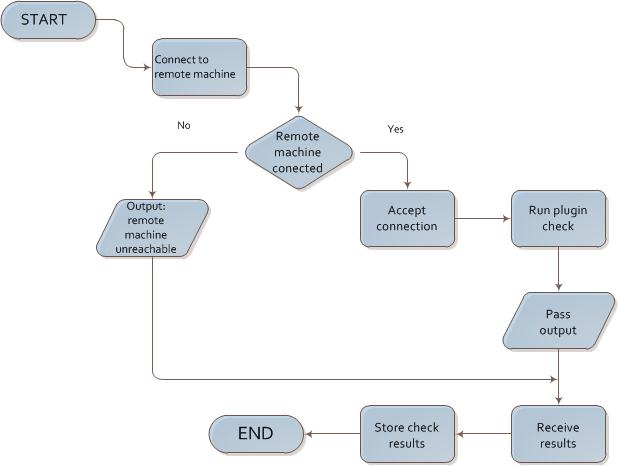 START
Connect to
remote machine
No
Yes
Remote
machine
conected
Output:
remote
machine
unreachable
Accept
connection
Run plugin
check
Pass
output
END
Store check
results
Receive
results